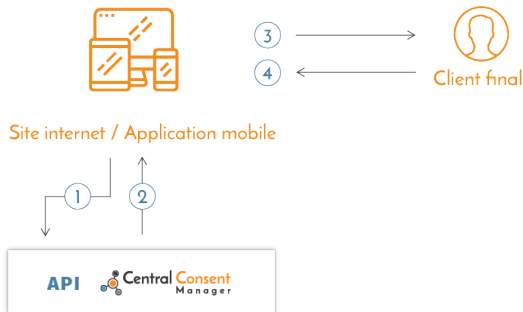 3
4
Client final
Site internet / Application mobile
1
2
API
Central Consent
Manager